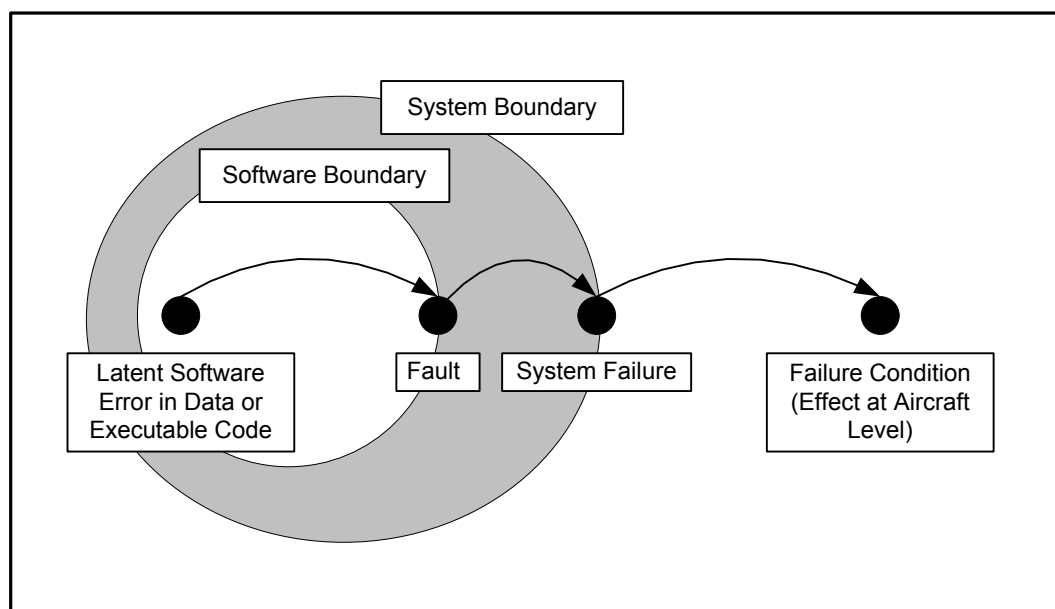 System Boundary
Software Boundary
Latent Software
Error in Data or
Executable Code
Fault
System Failure
Failure Condition
(Effect at Aircraft
Level)